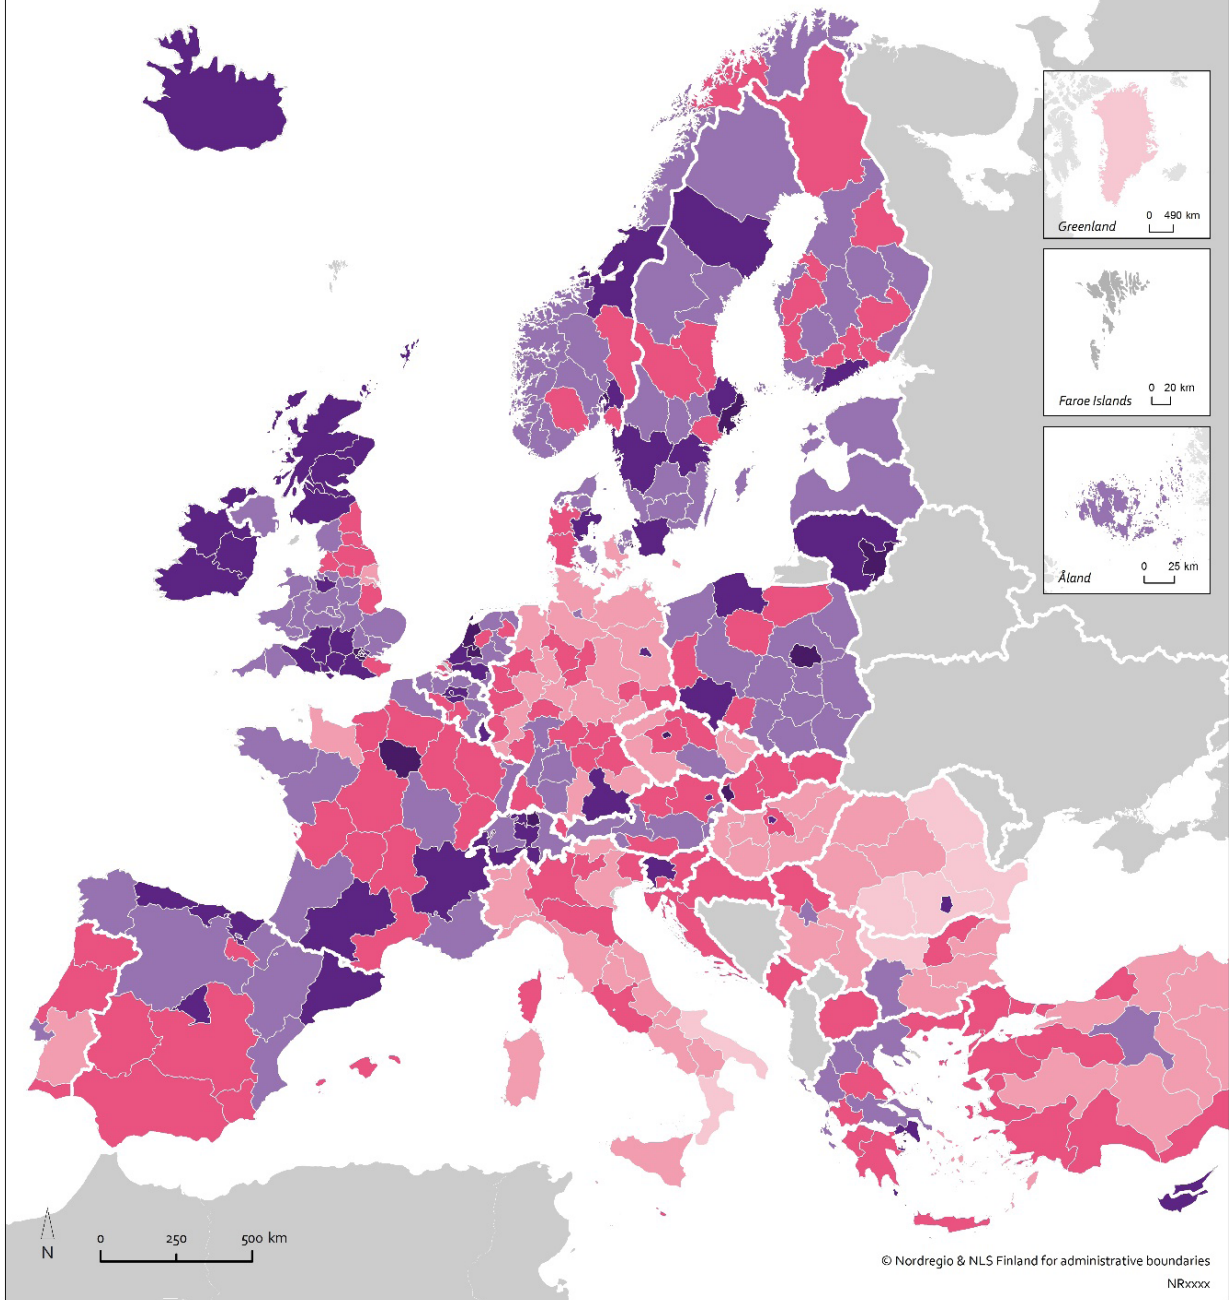 0 490 km
Greenland
0 20 km
Faroe Islands
0 25 km
Åland
N
0 250 500 km
© Nordregio & NLS Finland for administrative boundaries
NRxxxx